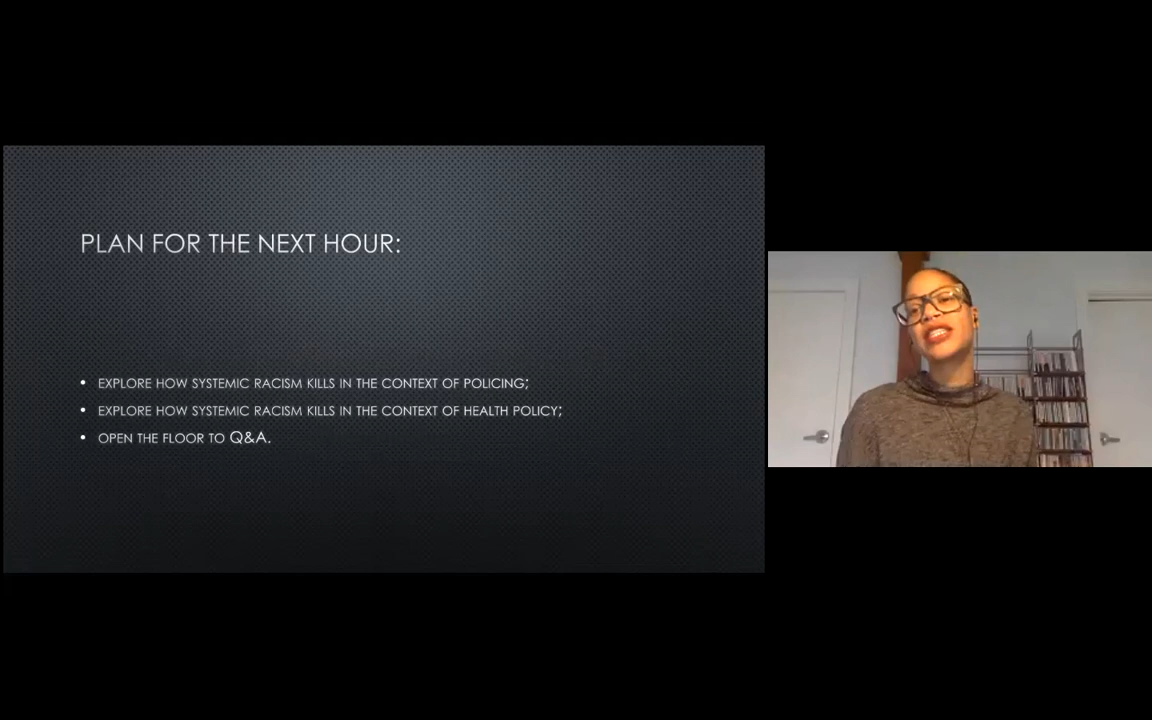 PLAN FOR THE NEXT HOUR:
• EXPLORE HOW SYSTEMIC RACISM KILLS IN THE CONTEXT OF POLICING;
• EXPLORE HOW SYSTEMIC RACISM KILLS IN THE CONTEXT OF HEALTH POLICY;
• OPEN THE FLOOR TO Q&A.